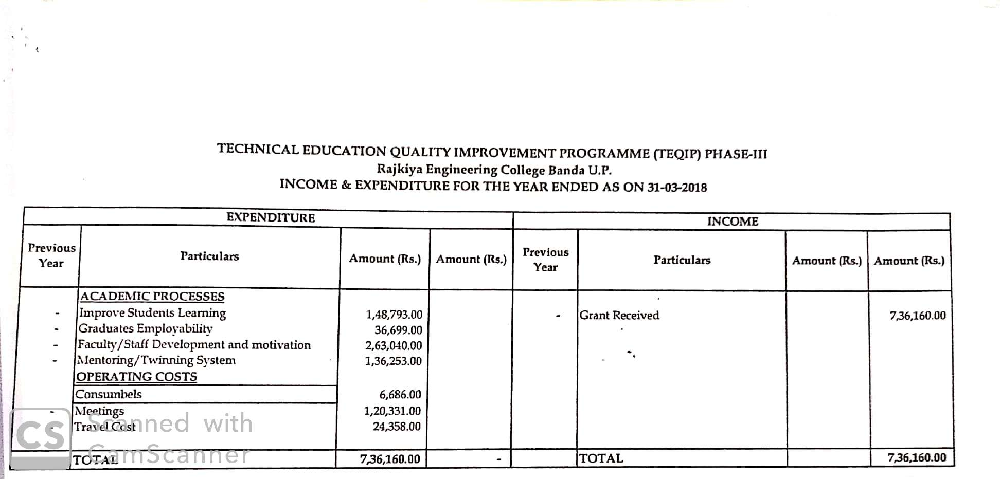 TECHNICAL EDUCATION QUALITY IMPROVEMENT PROGRAMME (TEQIP) PHASE-III
Rajkiya Engineering College Banda U.P.
INCOME & EXPENDITURE FOR THE YEAR ENDED AS ON 31-03-2018
EXPENDITURE INCOME
Previous Year Particulars Amount (Rs.) Amount (Rs.) Previous Year Particulars Amount (Rs.) Amount (Rs.)
ACADEMIC PROCESSES
- Improve Students Learning 1,48,793.00 - Grant Received 7,36,160.00
- Graduates Employability 36,699.00
- Faculty/Staff Development and motivation 2,63,040.00
- Mentoring/Twinning System 1,36,253.00
OPERATING COSTS
Consumbels 6,686.00
- Meetings 1,20,331.00
- Travel Cost 24,358.00
TOTAL 7,36,160.00 - TOTAL 7,36,160.00
CS Scanned with
CamScanner